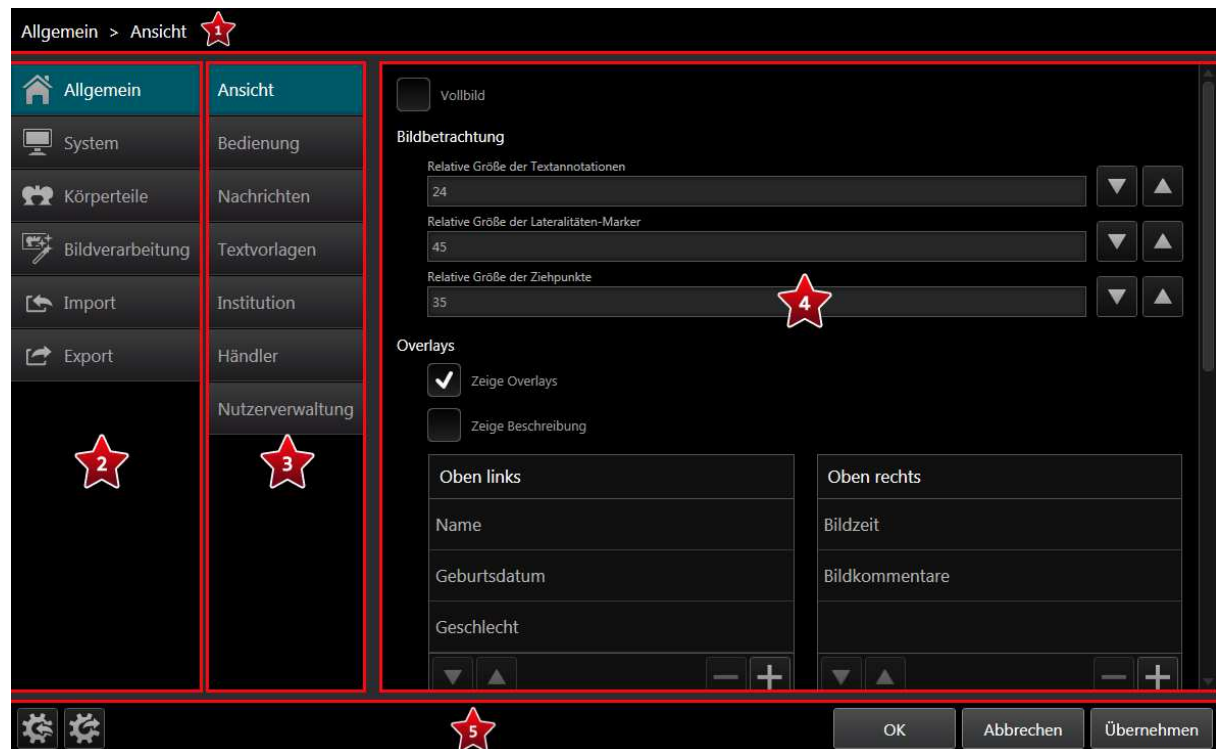 Allgemein > Ansicht 1
Allgemein
System
Körperteile
Bildverarbeitung
Import
Export
2
Ansicht
Bedienung
Nachrichten
Textvorlagen
Institution
Händler
Nutzerverwaltung
3
Vollbild
Bildbetrachtung
Relative Größe der Textannotationen
24
Relative Größe der Lateralitäten-Marker
45
Relative Größe der Ziehpunkte
35
4
Overlays
Zeige Overlays
Zeige Beschreibung
Oben links
Name
Geburtsdatum
Geschlecht
Oben rechts
Bildzeit
Bildkommentare
5
OK
Abbrechen
Übernehmen